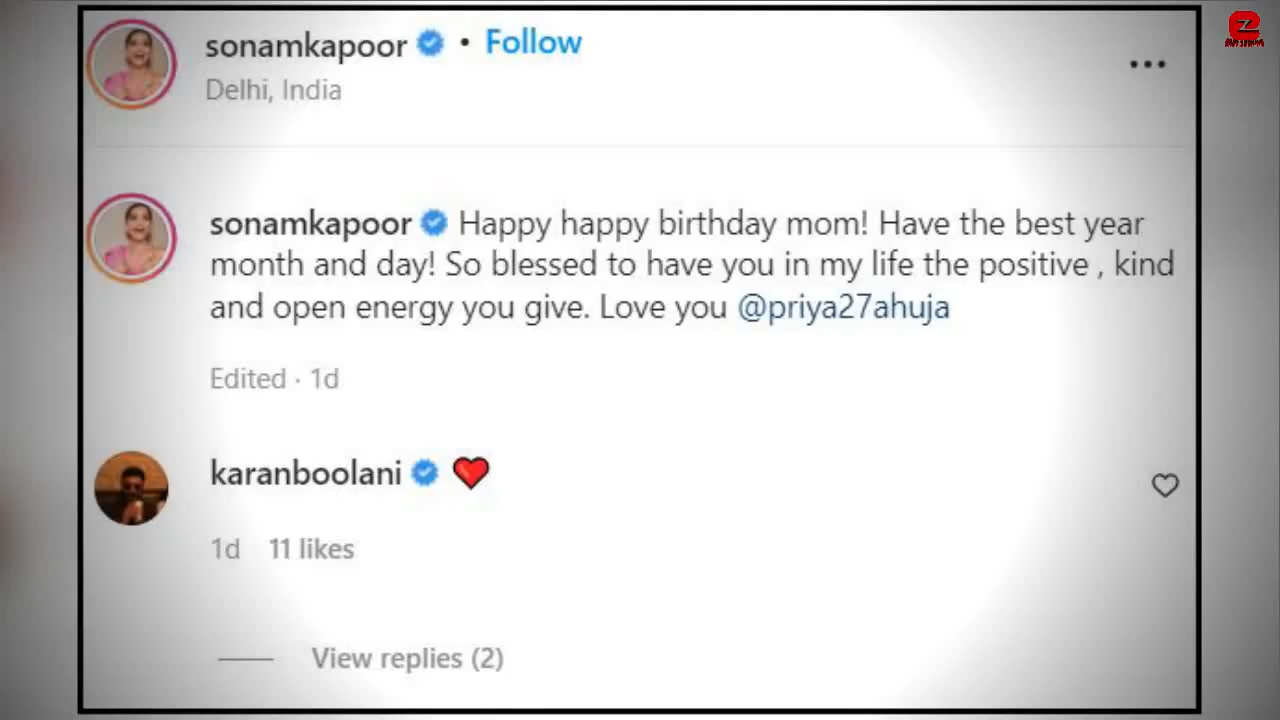 sonamkapoor • Follow
Delhi, India
sonamkapoor Happy happy birthday mom! Have the best year
month and day! So blessed to have you in my life the positive , kind
and open energy you give. Love you @priya27ahuja
Edited · 1d
karanboolani ❤️
1d 11 likes
View replies (2)